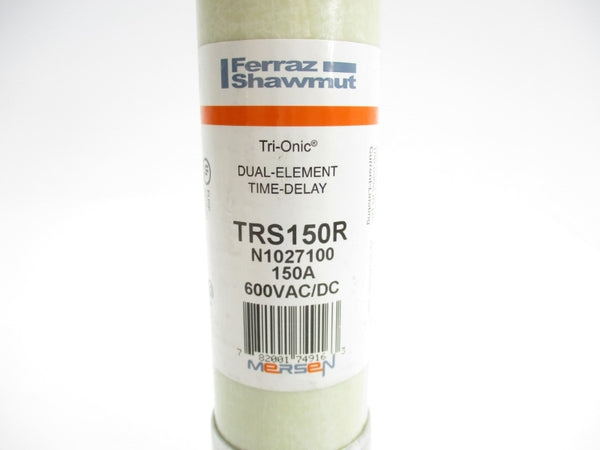 Ferraz
Shawmut
Tri-Onic®
DUAL-ELEMENT
TIME-DELAY
TRS150R
N1027100
150A
600VAC/DC
7 82001 74916 3
MERSEN